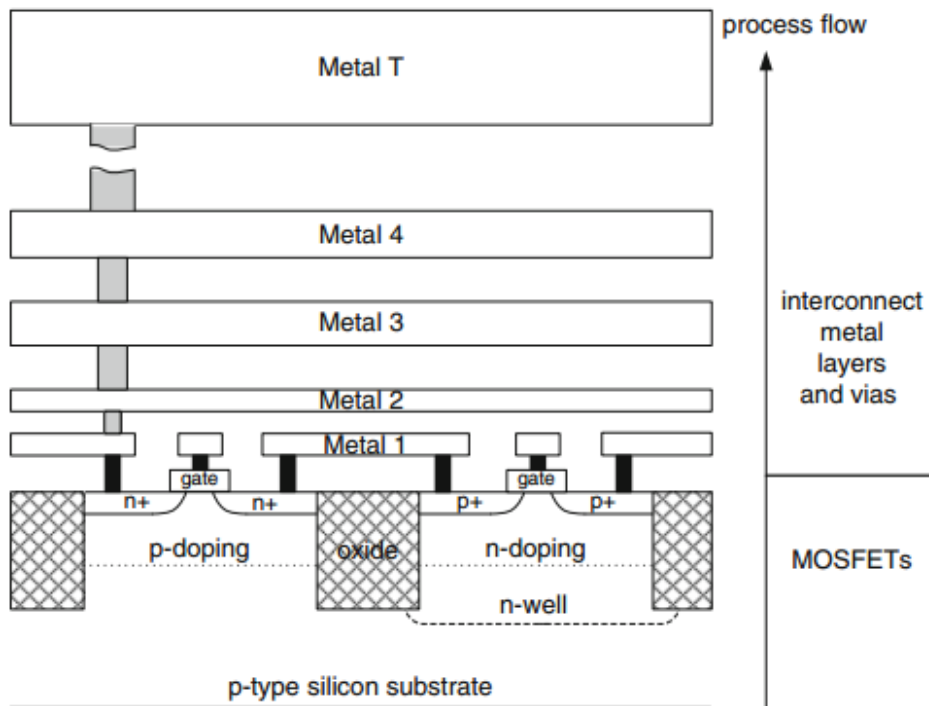 process flow
Metal T
Metal 4
Metal 3
interconnect
metal
layers
and vias
Metal 2
Metal 1
gate
gate
n+
n+
p+
p+
p-doping
oxide
n-doping
MOSFETs
n-well
p-type silicon substrate